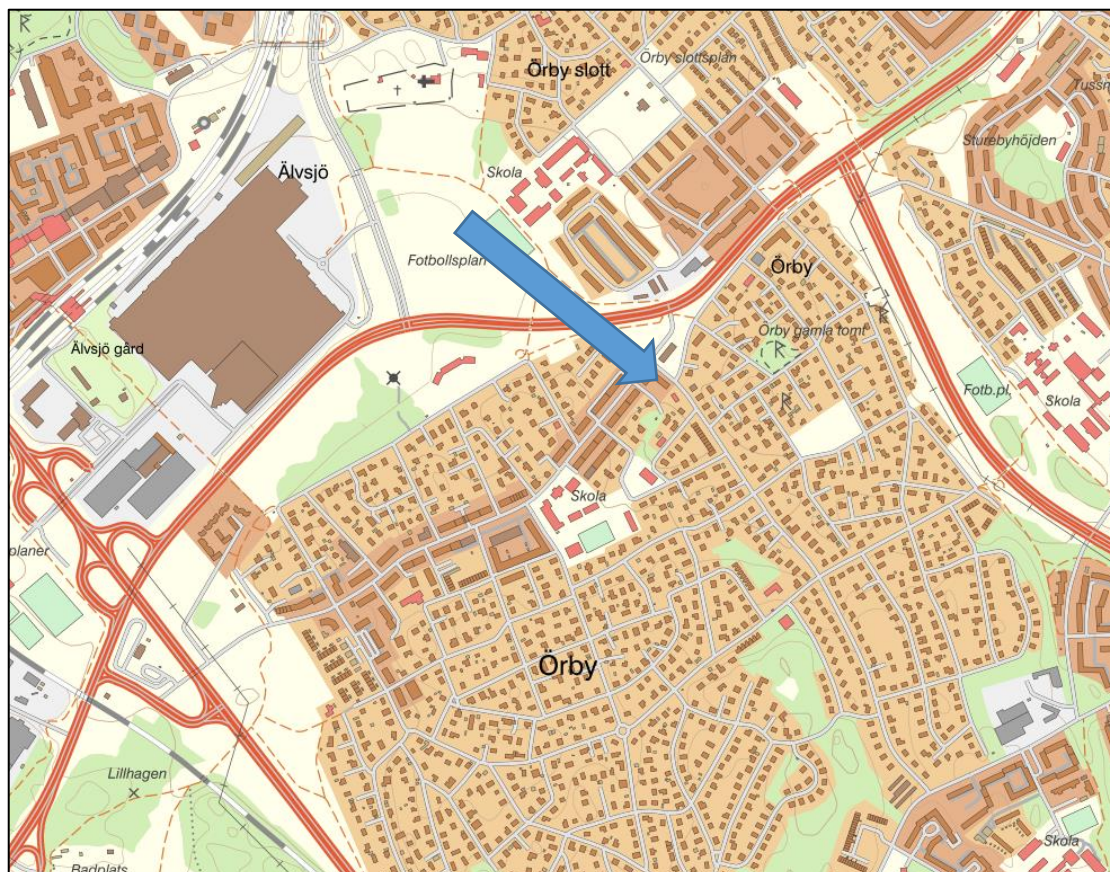 Örby slott
Örby slottsplan
Älvsjö
Skola
Sturebyhöjden
Fotbollsplan
Örby
Örby gamla tomt
Älvsjö gård
Fotb.pl.
Skola
Skola
planer
Örby
Lillhagen
Skola
Badplats